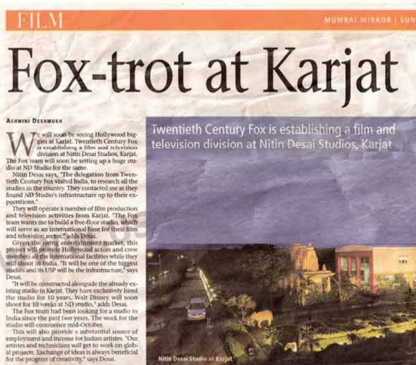 FILM
MUMBAI MIRROR | SUN
Fox-trot at Karjat
ASHWINI DESHMUKH
We will soon be seeing Hollywood big-
gies at Karjat. Twentieth Century Fox
is establishing a film and television
division at Nitin Desai Studios, Karjat.
The Fox team will soon be setting up a huge stu-
dio at ND Studio for the same.
Nitin Desai says, "The delegation from Twen-
tieth Century Fox visited India, to research all the
studios in the country. They contacted me as they
found ND Studio's infrastructure up to their ex-
pectations."
They will operate a number of film production
and television activities from Karjat. "The Fox
team wants me to build a five-floor studio, which
will serve as an international base for their film
and television sector," adds Desai.
Given the entertainment market, this
project will provide Hollywood actors and crew
members all the international facilities while they
will shoot in India. "It will be one of the biggest
studios and its USP will be the infrastructure," says
Desai.
"It will be constructed alongside the already ex-
isting studio in Karjat. They have exclusively hired
the studio for 10 years. Walt Disney will soon
shoot for 10 weeks at ND studio," adds Desai.
The Fox team had been looking for a studio in
India since the past two years. The work for the
studio will commence mid-October.
This will also provide a substantial source of
employment and income for Indian artistes. "Our
artistes and technicians will get to work on glob-
al projects. Exchange of ideas is always beneficial
for the progress of creativity," says Desai.
Twentieth Century Fox is establishing a film and
television division at Nitin Desai Studios, Karjat
Nitin Desai Studio at Karjat